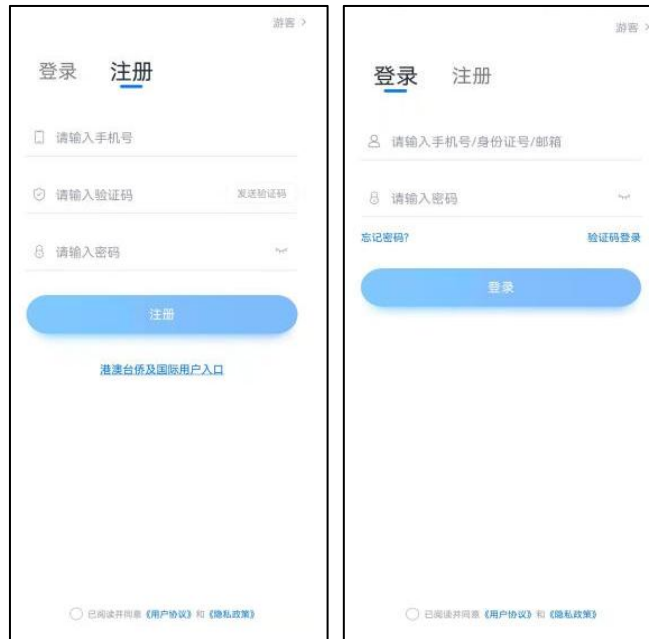 游客 >
登录 注册
请输入手机号
请输入验证码 发送验证码
请输入密码
注册
港澳台侨及国际用户入口
已阅读并同意《用户协议》和《隐私政策》
游客 >
登录 注册
请输入手机号/身份证号/邮箱
请输入密码
忘记密码? 验证码登录
登录
已阅读并同意《用户协议》和《隐私政策》